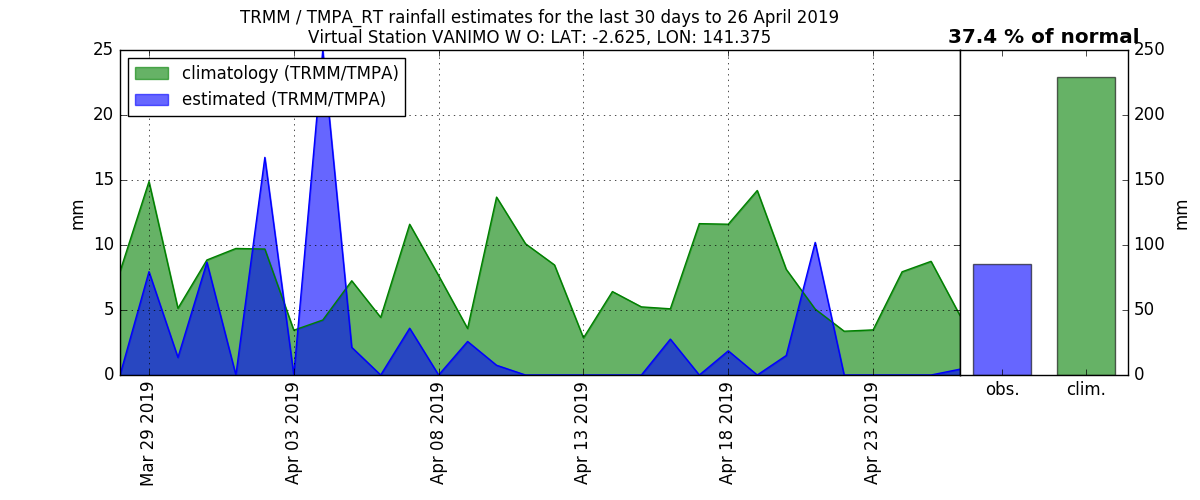 TRMM / TMPA_RT rainfall estimates for the last 30 days to 26 April 2019
Virtual Station VANIMO W O: LAT: -2.625, LON: 141.375
37.4 % of normal
climatology (TRMM/TMPA)
estimated (TRMM/TMPA)
25
20
15
10
5
0
mm
Mar 29 2019
Apr 03 2019
Apr 08 2019
Apr 13 2019
Apr 18 2019
Apr 23 2019
250
200
150
100
50
0
mm
obs.
clim.